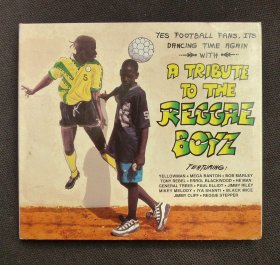 YES FOOTBALL FANS, ITS
DANCING TIME AGAIN
WITH
A TRIBUTE
TO THE
REGGAE
BOYZ
FEATURING:
YELLOWMAN • MEGA BANTON • BOB MARLEY
TONY REBEL • ERROL BLACKWOOD • HE-MAN
GENERAL TREES • PAUL ELLIOT • JIMMY RILEY
MIKEY MELODY • IYA SHANTI • BLACK MICE
JIMMY CLIFF • REGGIE STEPPER
5